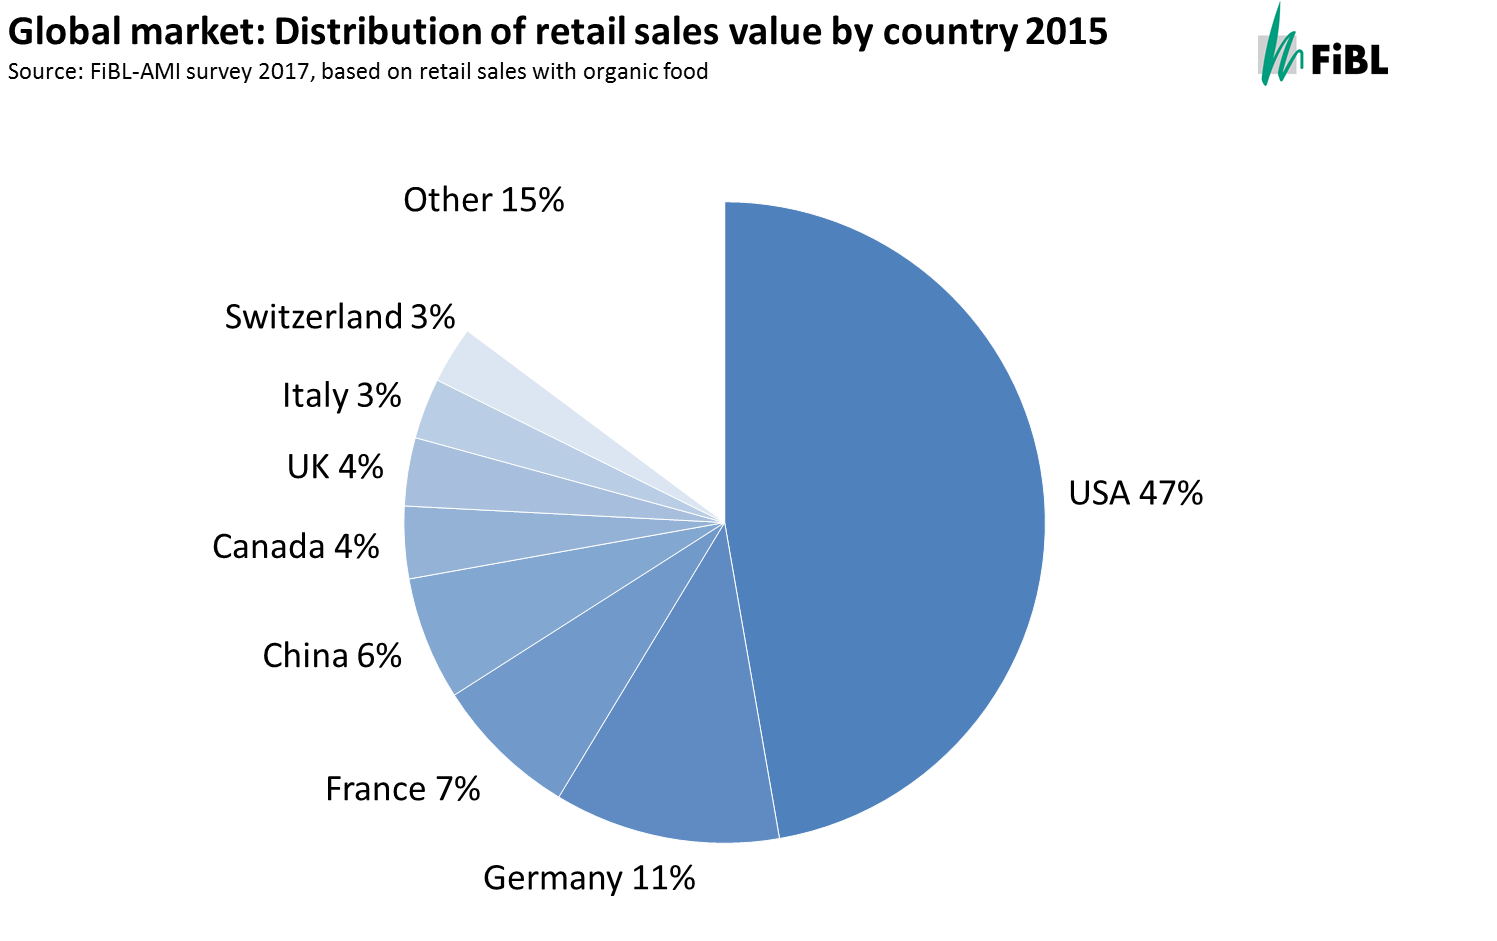 Global market: Distribution of retail sales value by country 2015
Source: FiBL-AMI survey 2017, based on retail sales with organic food
FiBL
Other 15%
Switzerland 3%
Italy 3%
UK 4%
USA 47%
Canada 4%
China 6%
France 7%
Germany 11%